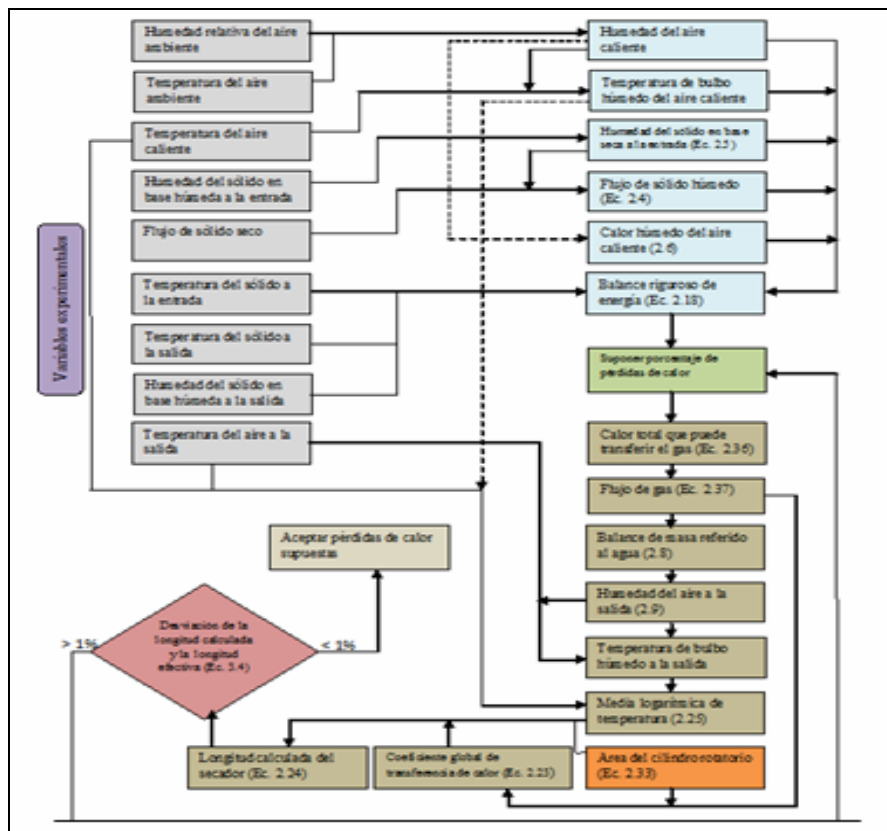 Variables experimentales
Humedad relativa del aire
ambiente
Temperatura del aire
ambiente
Temperatura del aire
caliente
Humedad del sólido en
base húmeda a la entrada
Flujo de sólido seco
Temperatura del sólido a
la entrada
Temperatura del sólido a
la salida
Humedad del sólido en
base húmeda a la salida
Temperatura del aire a la
salida
Humedad del aire
caliente
Temperatura de bulbo
húmedo del aire caliente
Humedad del sólido en base
seca a la entrada (Ec. 2.5)
Flujo de sólido húmedo
(Ec. 2.4)
Calor húmedo del aire
caliente (2.6)
Balance riguroso de
energía (Ec. 2.18)
Suponer porcentaje de
pérdidas de calor
Calor total que puede
transferir el gas (Ec. 2.36)
Flujo de gas (Ec. 2.37)
Balance de masa referido
al agua (2.8)
Humedad del aire a la
salida (2.9)
Temperatura de bulbo
húmedo a la salida
Media logarítmica de
temperatura (2.25)
Area del cilindro rotatorio
(Ec. 2.33)
Coeficiente global de
transferencia de calor (Ec. 2.23)
Longitud calculada del
secador (Ec. 2.24)
Desviación de la
longitud calculada
y la longitud
efectiva (Ec. 3.4)
> 1%
< 1%
Aceptar pérdidas de calor
supuestas